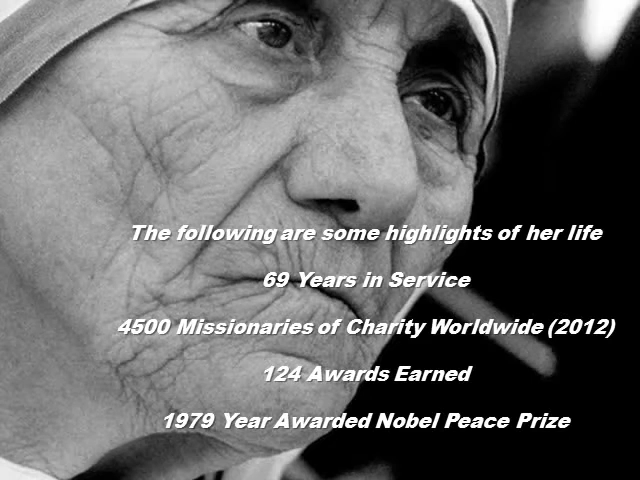 The following are some highlights of her life
69 Years in Service
4500 Missionaries of Charity Worldwide (2012)
124 Awards Earned
1979 Year Awarded Nobel Peace Prize